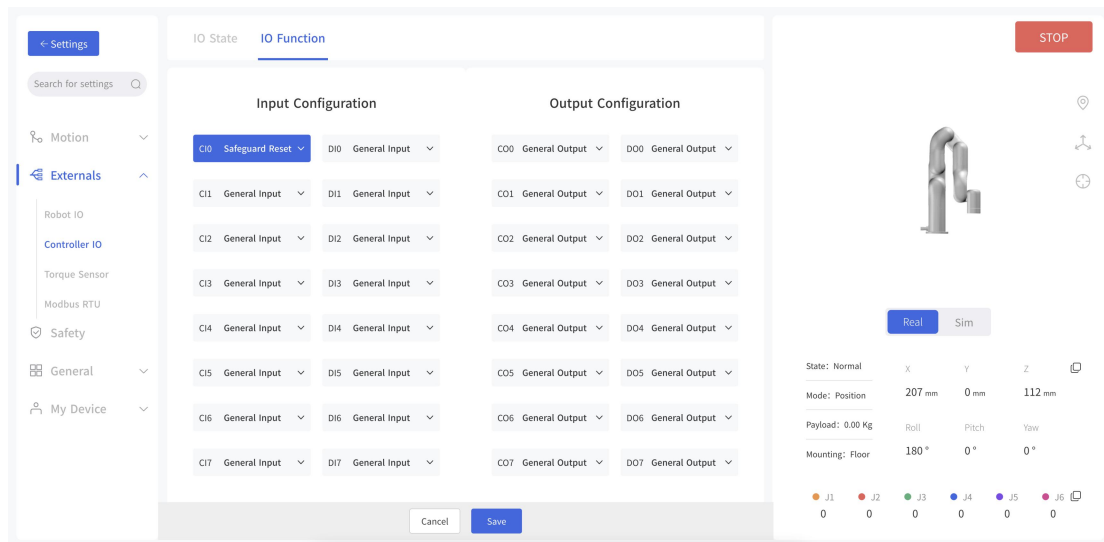 ← Settings
Search for settings
Motion
Externals
Robot IO
Controller IO
Torque Sensor
Modbus RTU
Safety
General
My Device
IO State IO Function
Input Configuration
CI0 Safeguard Reset DI0 General Input
CI1 General Input DI1 General Input
CI2 General Input DI2 General Input
CI3 General Input DI3 General Input
CI4 General Input DI4 General Input
CI5 General Input DI5 General Input
CI6 General Input DI6 General Input
CI7 General Input DI7 General Input
Output Configuration
CO0 General Output DO0 General Output
CO1 General Output DO1 General Output
CO2 General Output DO2 General Output
CO3 General Output DO3 General Output
CO4 General Output DO4 General Output
CO5 General Output DO5 General Output
CO6 General Output DO6 General Output
CO7 General Output DO7 General Output
Cancel Save
STOP
Real Sim
State: Normal
Mode: Position
Payload: 0.00 Kg
Mounting: Floor
X Y Z
207 mm 0 mm 112 mm
Roll Pitch Yaw
180 ° 0 ° 0 °
J1 J2 J3 J4 J5 J6
0 0 0 0 0 0